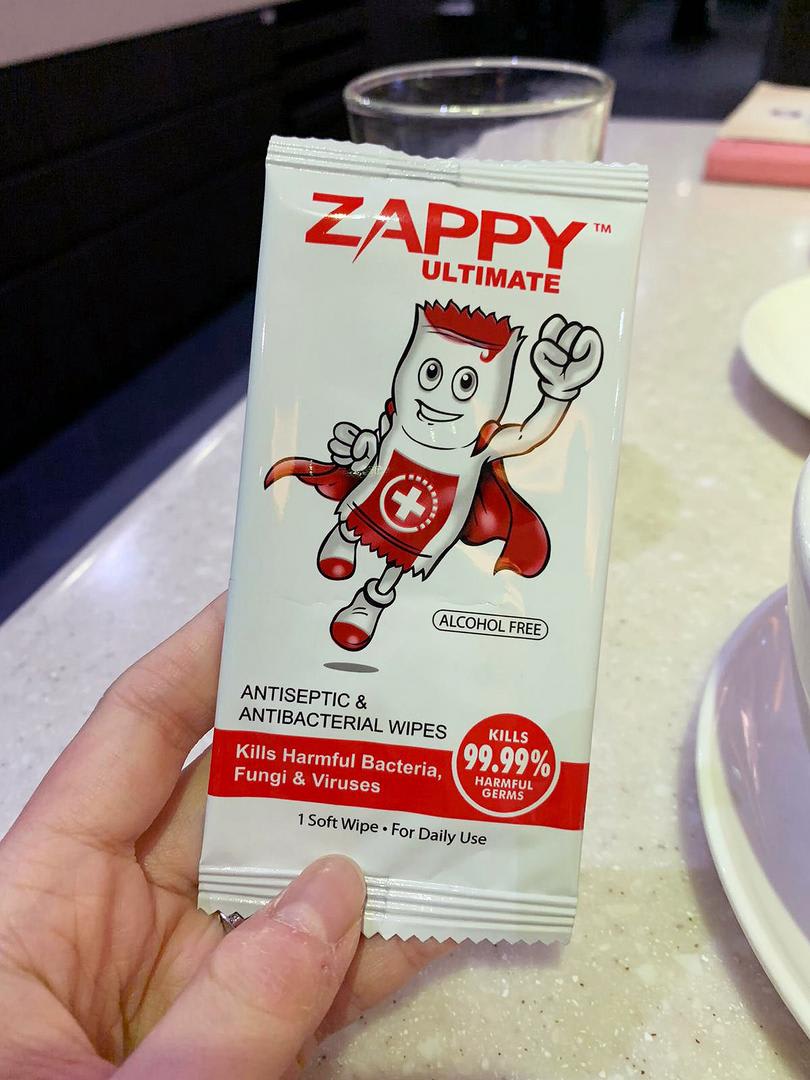 ZAPPY™
ULTIMATE
ALCOHOL FREE
ANTISEPTIC &
ANTIBACTERIAL WIPES
Kills Harmful Bacteria,
Fungi & Viruses
KILLS
99.99%
HARMFUL
GERMS
1 Soft Wipe • For Daily Use